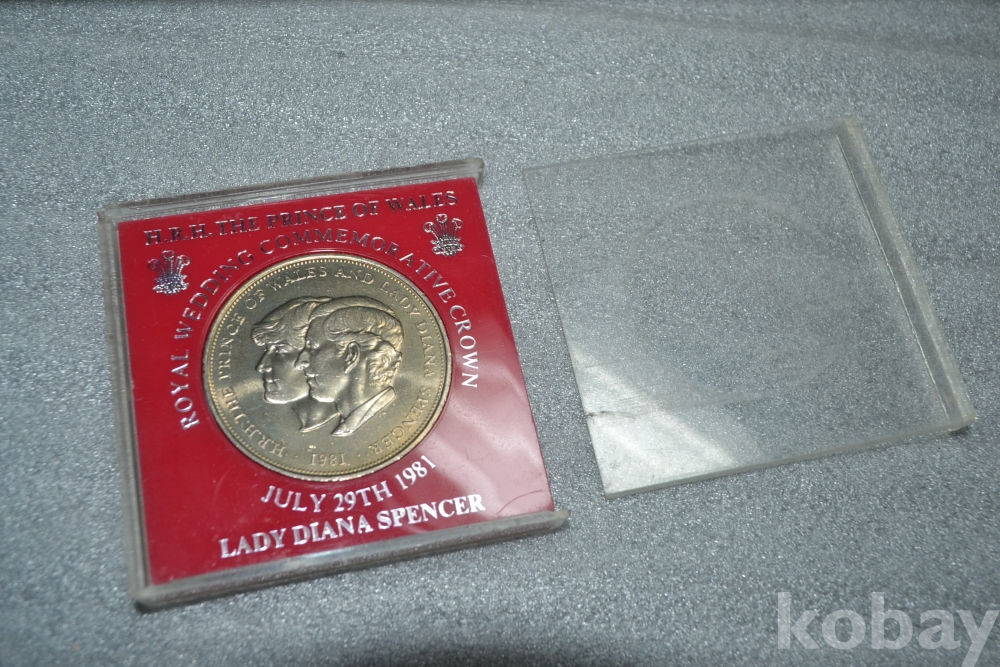 H.R.H. THE PRINCE OF WALES
ROYAL WEDDING COMMEMORATIVE CROWN
H.R.H. THE PRINCE OF WALES AND LADY DIANA SPENCER
· 1981 ·
JULY 29TH 1981
LADY DIANA SPENCER
kobay